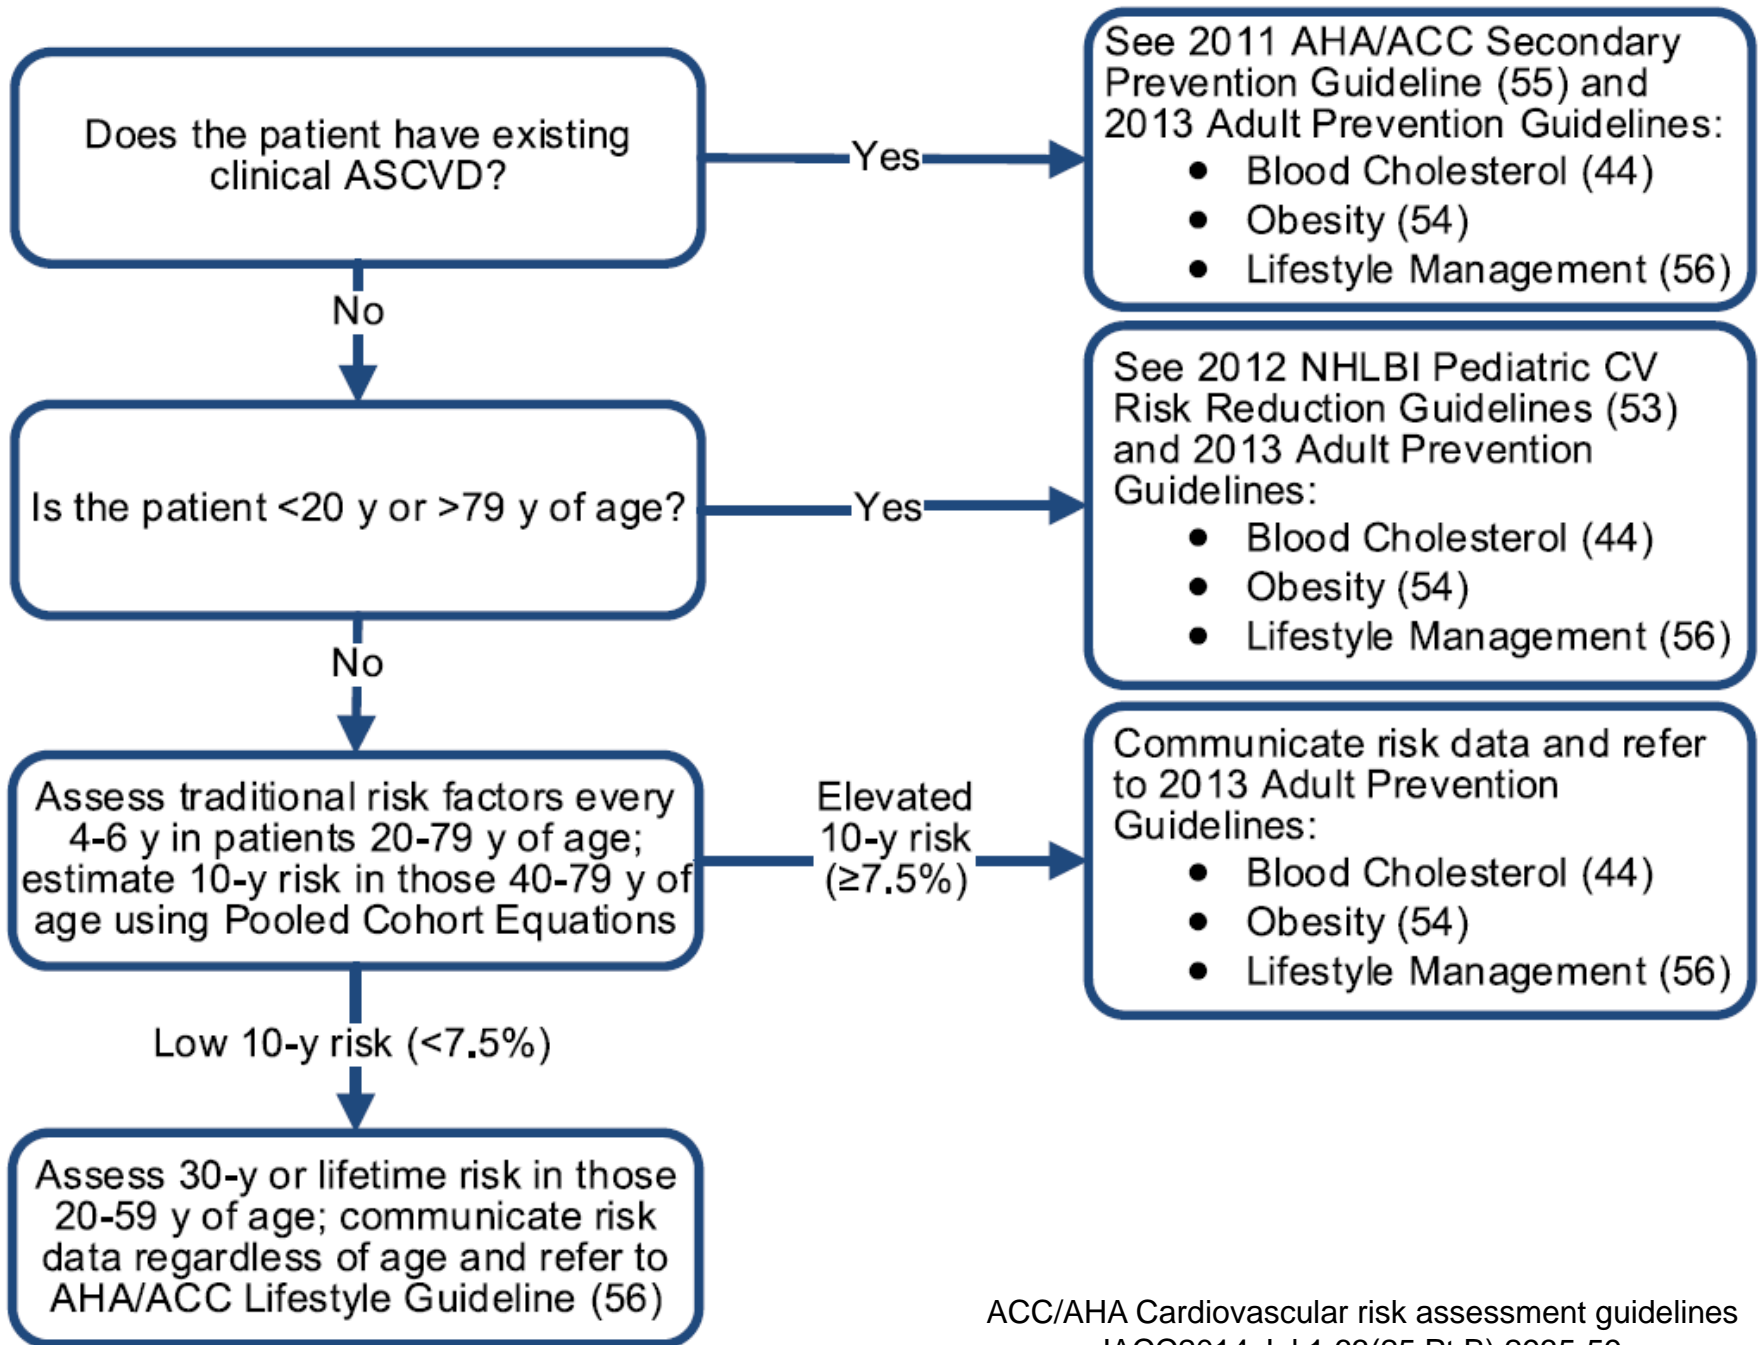 Does the patient have existing
clinical ASCVD?
Yes
See 2011 AHA/ACC Secondary
Prevention Guideline (55) and
2013 Adult Prevention Guidelines:
• Blood Cholesterol (44)
• Obesity (54)
• Lifestyle Management (56)
No
Is the patient <20 y or >79 y of age?
Yes
See 2012 NHLBI Pediatric CV
Risk Reduction Guidelines (53)
and 2013 Adult Prevention
Guidelines:
• Blood Cholesterol (44)
• Obesity (54)
• Lifestyle Management (56)
No
Assess traditional risk factors every
4-6 y in patients 20-79 y of age;
estimate 10-y risk in those 40-79 y of
age using Pooled Cohort Equations
Elevated
10-y risk
(≥7.5%)
Communicate risk data and refer
to 2013 Adult Prevention
Guidelines:
• Blood Cholesterol (44)
• Obesity (54)
• Lifestyle Management (56)
Low 10-y risk (<7.5%)
Assess 30-y or lifetime risk in those
20-59 y of age; communicate risk
data regardless of age and refer to
AHA/ACC Lifestyle Guideline (56)
ACC/AHA Cardiovascular risk assessment guidelines